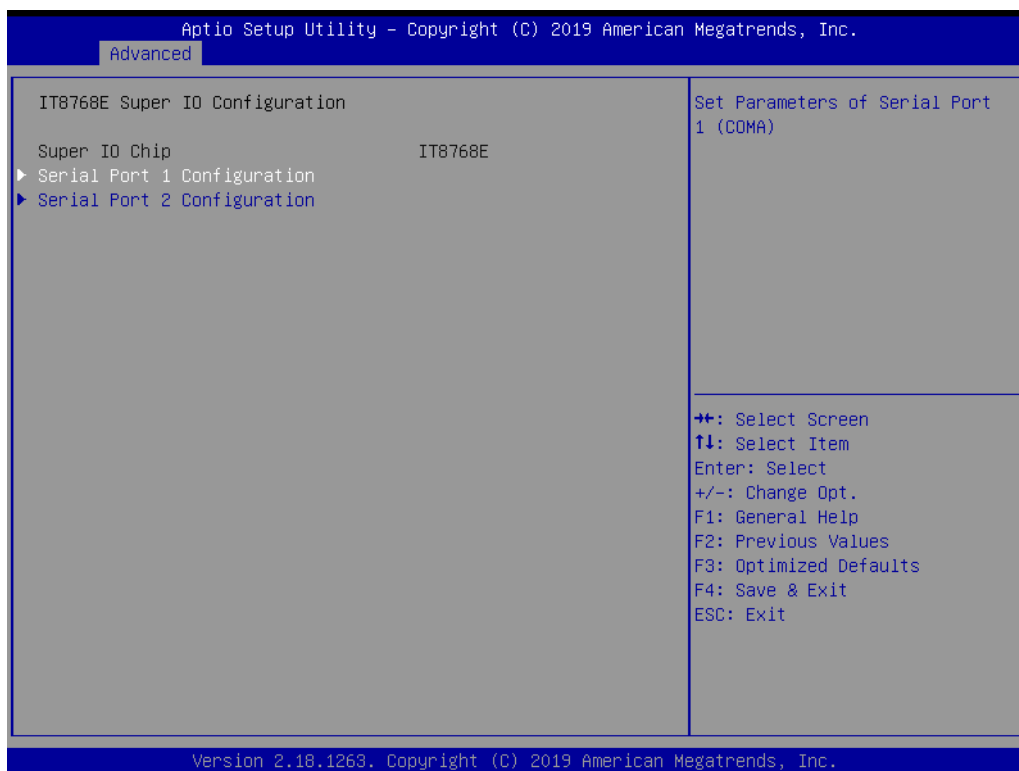 Aptio Setup Utility – Copyright (C) 2019 American Megatrends, Inc.
Advanced
IT8768E Super IO Configuration
Super IO Chip IT8768E
▶ Serial Port 1 Configuration
▶ Serial Port 2 Configuration
Set Parameters of Serial Port
1 (COMA)
→←: Select Screen
↑↓: Select Item
Enter: Select
+/-: Change Opt.
F1: General Help
F2: Previous Values
F3: Optimized Defaults
F4: Save & Exit
ESC: Exit
Version 2.18.1263. Copyright (C) 2019 American Megatrends, Inc.